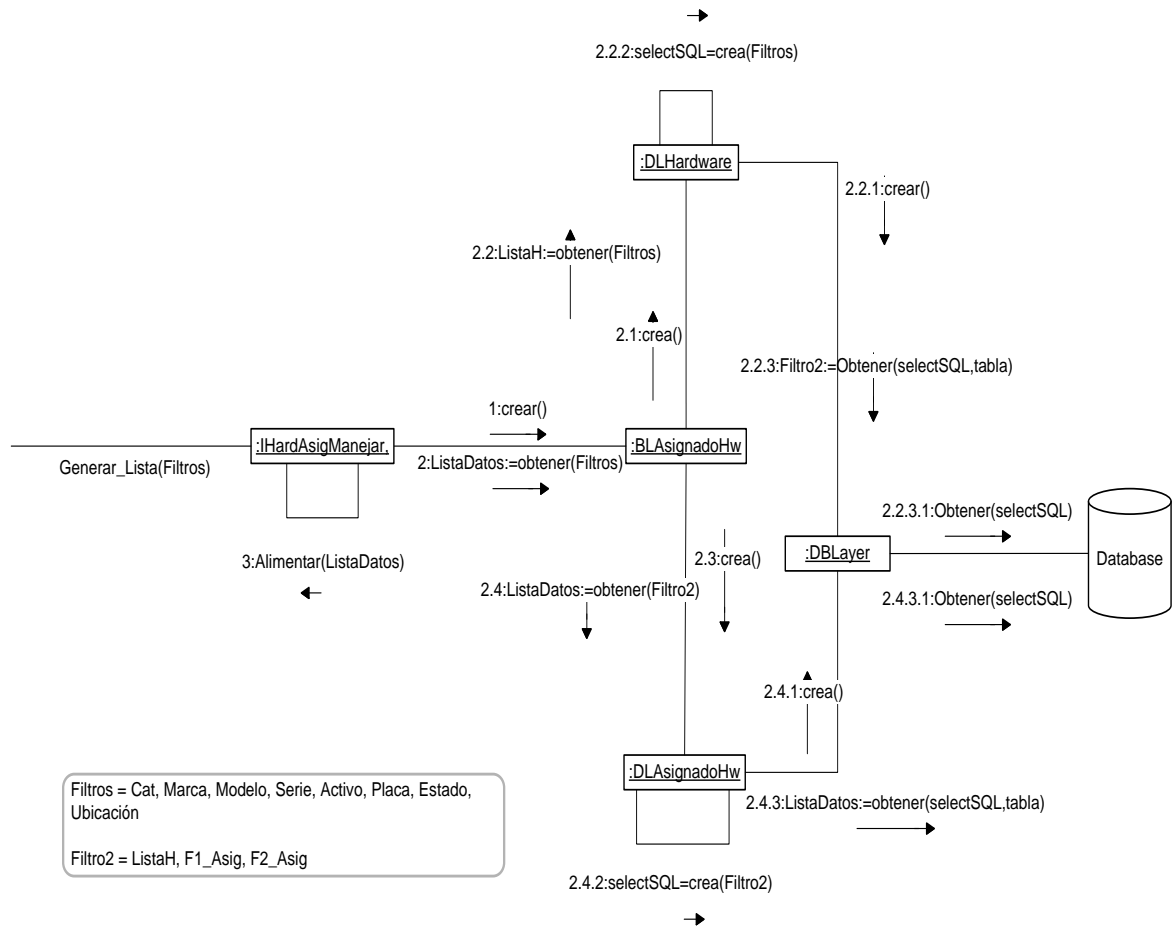 2.2.2:selectSQL=crea(Filtros)
:DLHardware
2.2.1:crear()
2.2:ListaH:=obtener(Filtros)
2.1:crea()
2.2.3:Filtro2:=Obtener(selectSQL,tabla)
1:crear()
:IHardAsigManejar,
:BLAsignadoHw
Generar_Lista(Filtros)
2:ListaDatos:=obtener(Filtros)
2.2.3.1:Obtener(selectSQL)
3:Alimentar(ListaDatos)
2.3:crea()
:DBLayer
Database
2.4:ListaDatos:=obtener(Filtro2)
2.4.3.1:Obtener(selectSQL)
2.4.1:crea()
:DLAsignadoHw
Filtros = Cat, Marca, Modelo, Serie, Activo, Placa, Estado,
Ubicación
2.4.3:ListaDatos:=obtener(selectSQL,tabla)
Filtro2 = ListaH, F1_Asig, F2_Asig
2.4.2:selectSQL=crea(Filtro2)